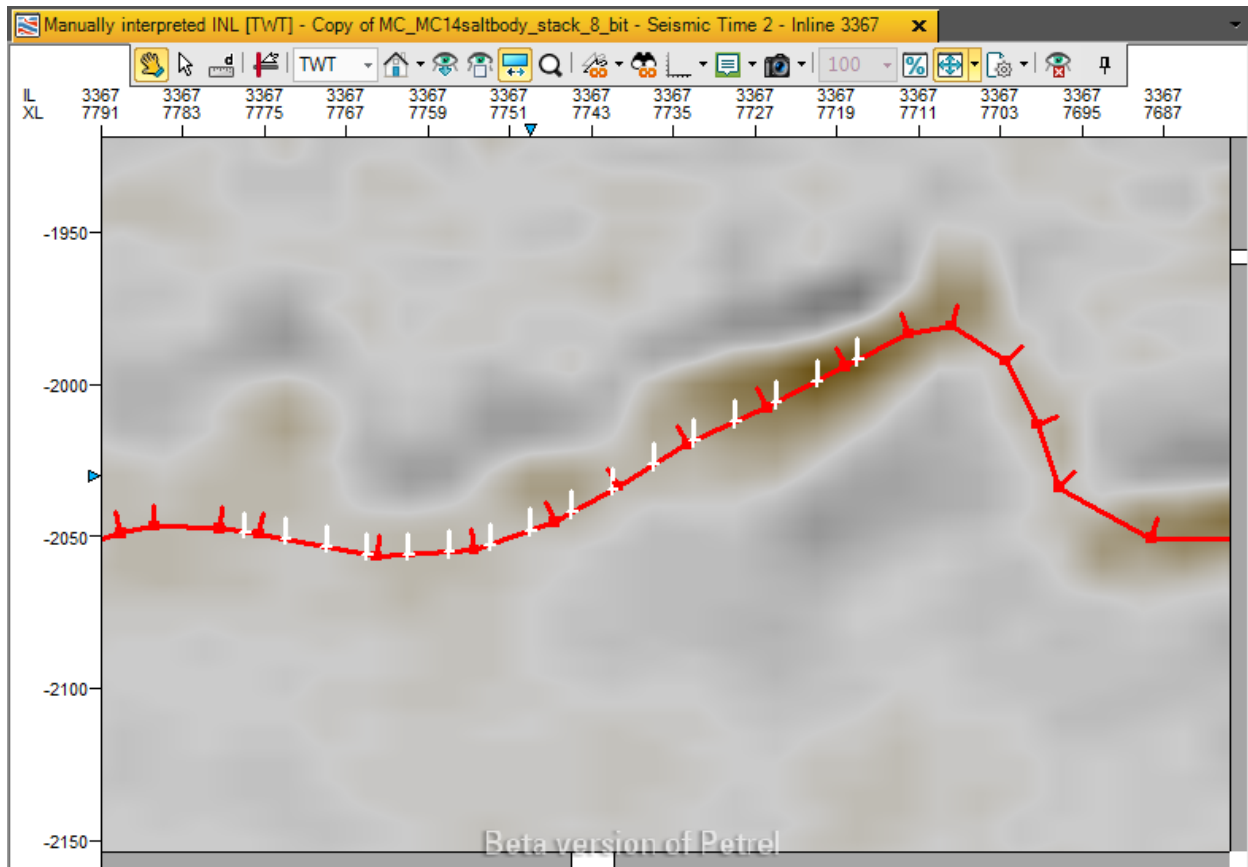 Manually interpreted INL [TWT] - Copy of MC_MC14saltbody_stack_8_bit - Seismic Time 2 - Inline 3367
d TWT 100 %
IL 3367 3367 3367 3367 3367 3367 3367 3367 3367 3367 3367 3367 3367 3367
XL 7791 7783 7775 7767 7759 7751 7743 7735 7727 7719 7711 7703 7695 7687
-1950
-2000
-2050
-2100
-2150
Beta version of Petrel